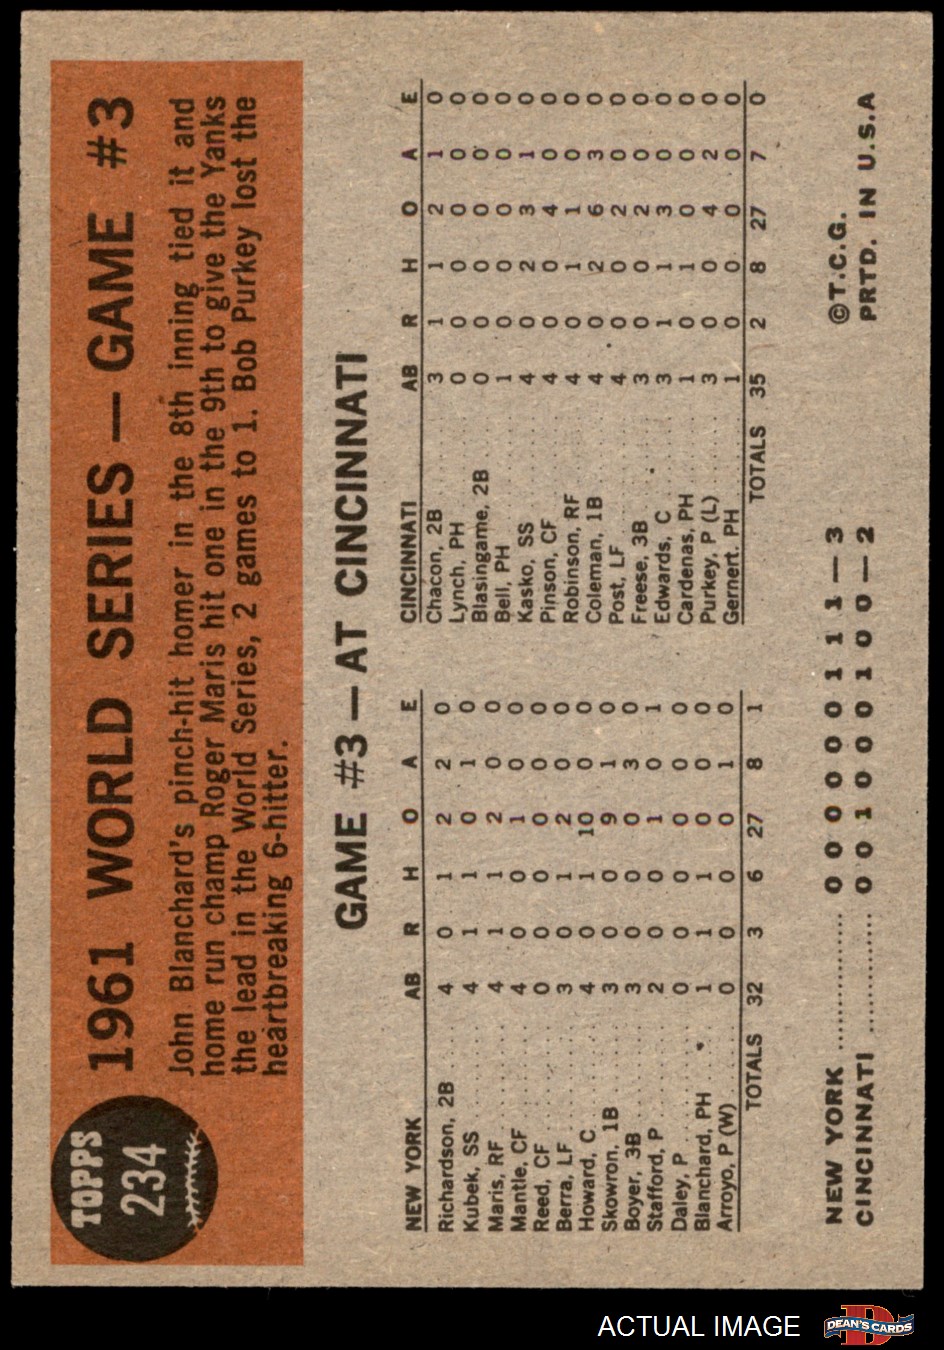 TOPPS
234
1961 WORLD SERIES — GAME #3
John Blanchard's pinch-hit homer in the 8th inning tied it and
home run champ Roger Maris hit one in the 9th to give the Yanks
the lead in the World Series, 2 games to 1. Bob Purkey lost the
heartbreaking 6-hitter.
GAME #3 — AT CINCINNATI
NEW YORK AB R H O A E
Richardson, 2B 4 0 1 2 2 0
Kubek, SS 4 1 1 0 1 0
Maris, RF 4 1 1 2 0 0
Mantle, CF 4 0 0 1 0 0
Reed, CF 0 0 0 0 0 0
Berra, LF 3 0 1 2 0 0
Howard, C 4 0 1 10 0 0
Skowron, 1B 3 0 0 9 1 0
Boyer, 3B 3 0 0 0 3 0
Stafford, P 2 0 0 1 0 1
Daley, P 0 0 0 0 0 0
Blanchard, PH 1 1 1 0 0 0
Arroyo, P (W) 0 0 0 0 1 0
TOTALS 32 3 6 27 8 1
CINCINNATI AB R H O A E
Chacon, 2B 3 1 1 2 1 0
Lynch, PH 0 0 0 0 0 0
Blasingame, 2B 0 0 0 0 0 0
Bell, PH 1 0 0 0 0 0
Kasko, SS 4 0 2 3 1 0
Pinson, CF 4 0 0 4 0 0
Robinson, RF 4 0 1 1 0 0
Coleman, 1B 4 0 2 6 3 0
Post, LF 4 0 0 2 0 0
Freese, 3B 3 0 0 2 0 0
Edwards, C 3 1 1 3 0 0
Cardenas, PH 1 0 1 0 0 0
Purkey, P (L) 3 0 0 4 2 0
Gernert. PH 1 0 0 0 0 0
TOTALS 35 2 8 27 7 0
NEW YORK .............. 0 0 0 0 0 0 1 1 1 — 3
CINCINNATI ............ 0 0 1 0 0 0 1 0 0 — 2
©T.C.G.
PRTD. IN U.S.A
ACTUAL IMAGE
D
DEAN'S CARDS